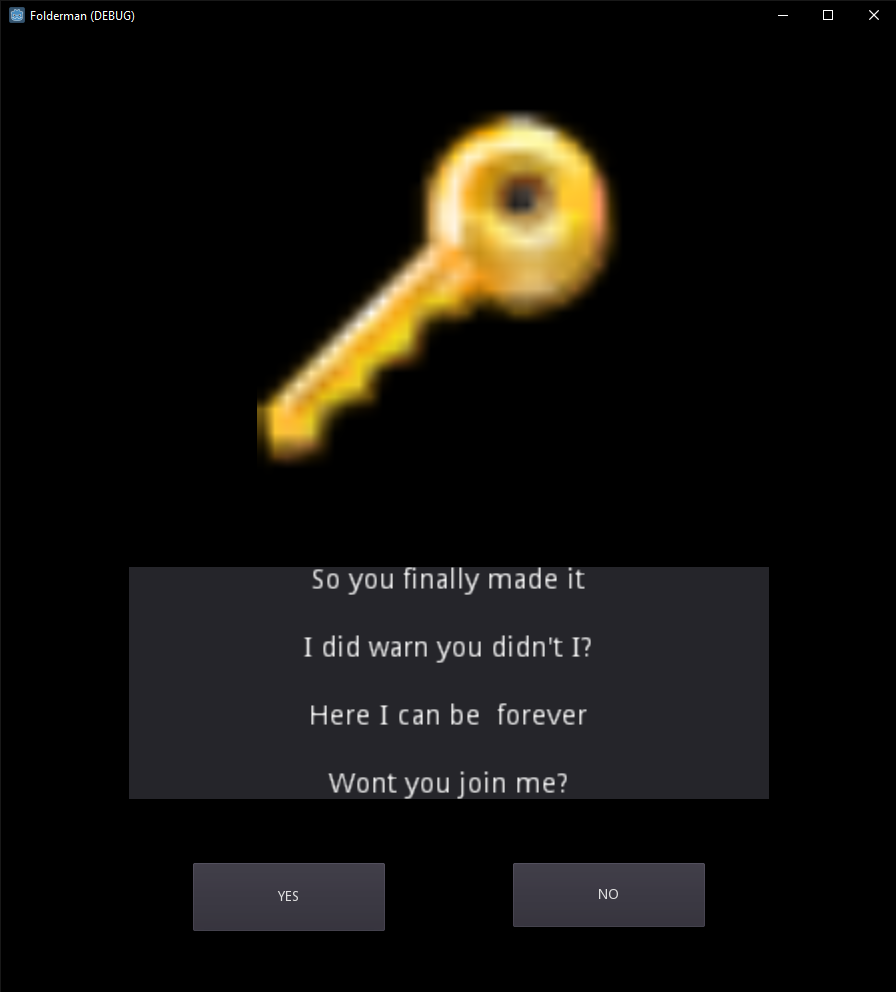 Folderman (DEBUG)
So you finally made it
I did warn you didn't I?
Here I can be  forever
Wont you join me?
YES
NO